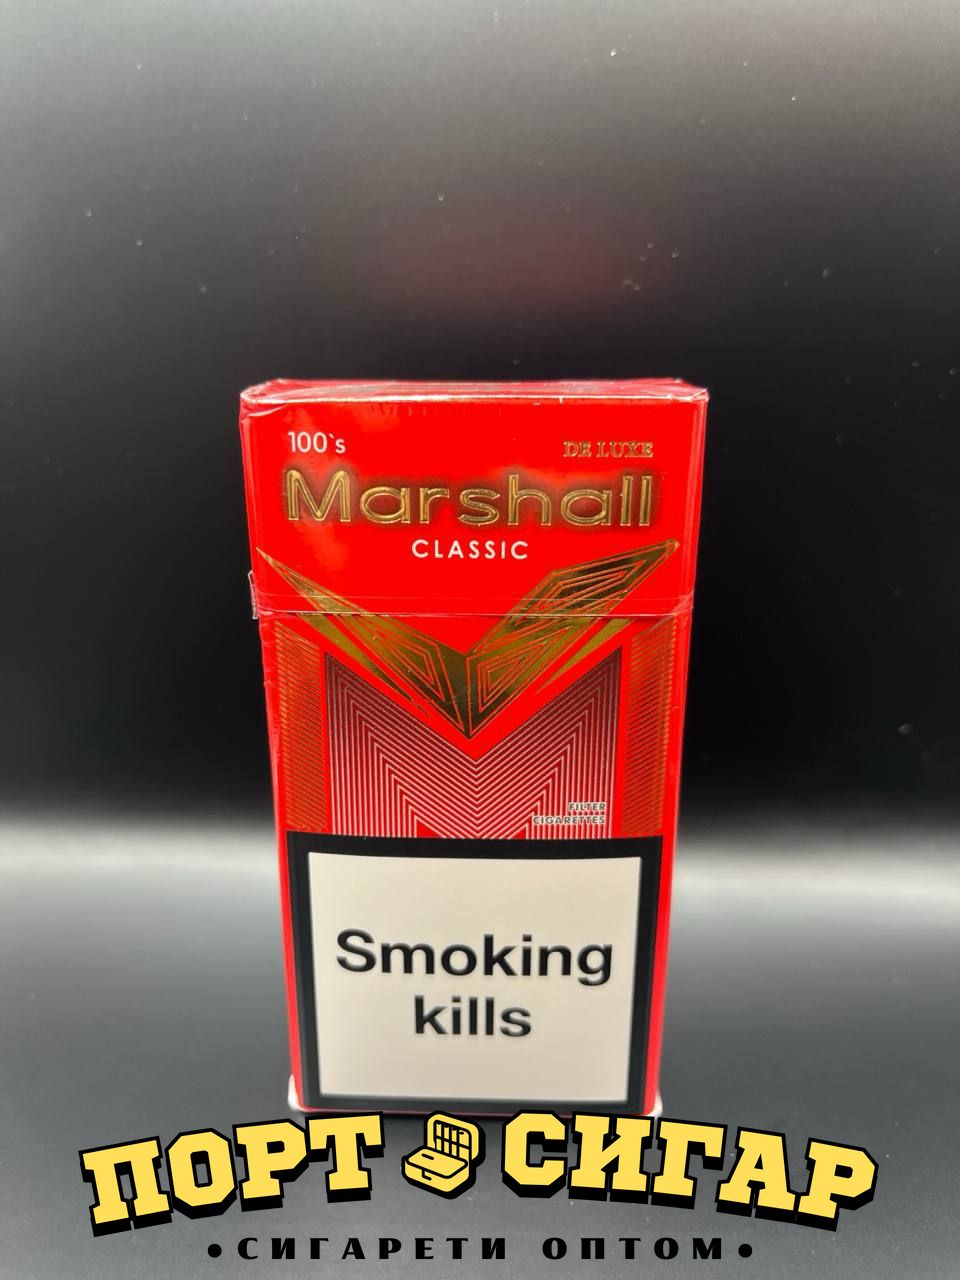 100`s
DE LUXE
Marshall
CLASSIC
FILTER
CIGARETTES
Smoking
kills
ПОРТ СИГАР
•СИГАРЕТИ ОПТОМ•